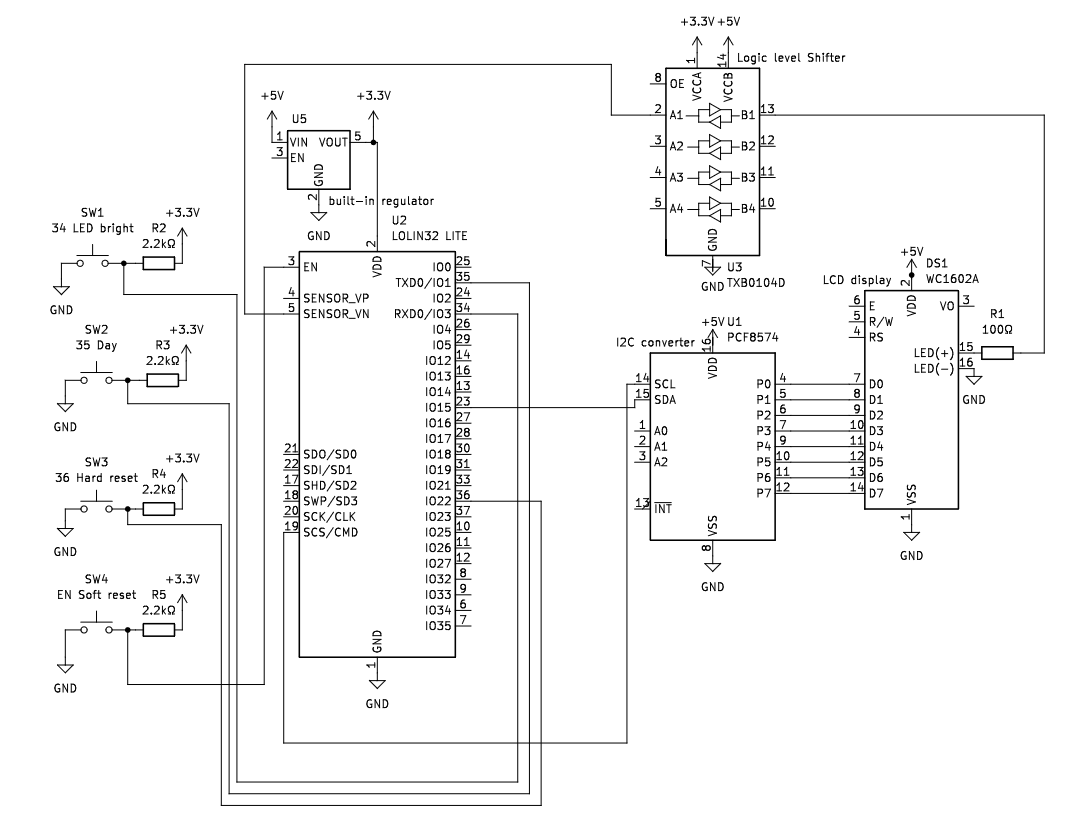 +3.3V +5V
Logic level Shifter
1 VCCA
14 VCCB
8 OE
2 A1 B1 13
3 A2 B2 12
4 A3 B3 11
5 A4 B4 10
GND
7
GND
U3
TXB0104D
+5V
+3.3V
U5
1 VIN VOUT 5
3 EN
GND
2
GND
built-in regulator
U2
LOLIN32 LITE
SW1
34 LED bright
R2
2.2kΩ
+3.3V
GND
SW2
35 Day
R3
2.2kΩ
+3.3V
GND
SW3
36 Hard reset
R4
2.2kΩ
+3.3V
GND
SW4
EN Soft reset
R5
2.2kΩ
+3.3V
GND
2
VDD
3 EN
4 SENSOR_VP
5 SENSOR_VN
21 SDO/SD0
22 SDI/SD1
17 SHD/SD2
18 SWP/SD3
20 SCK/CLK
19 SCS/CMD
IO0 25
TXD0/IO1 35
IO2 24
RXD0/IO3 34
IO4 26
IO5 29
IO12 14
IO13 16
IO14 13
IO15 23
IO16 27
IO17 28
IO18 30
IO19 31
IO21 33
IO22 36
IO23 37
IO25 10
IO26 11
IO27 12
IO32 8
IO33 9
IO34 6
IO35 7
GND
1
GND
I2C converter
+5V
U1
PCF8574
16
VDD
14 SCL
15 SDA
1 A0
2 A1
3 A2
13 INT
P0 4
P1 5
P2 6
P3 7
P4 9
P5 10
P6 11
P7 12
VSS
8
GND
LCD display
+5V
DS1
WC1602A
2
VDD
6 E
5 R/W
4 RS
VO 3
LED(+) 15
LED(-) 16
7 D0
8 D1
9 D2
10 D3
11 D4
12 D5
13 D6
14 D7
VSS
1
GND
R1
100Ω
GND